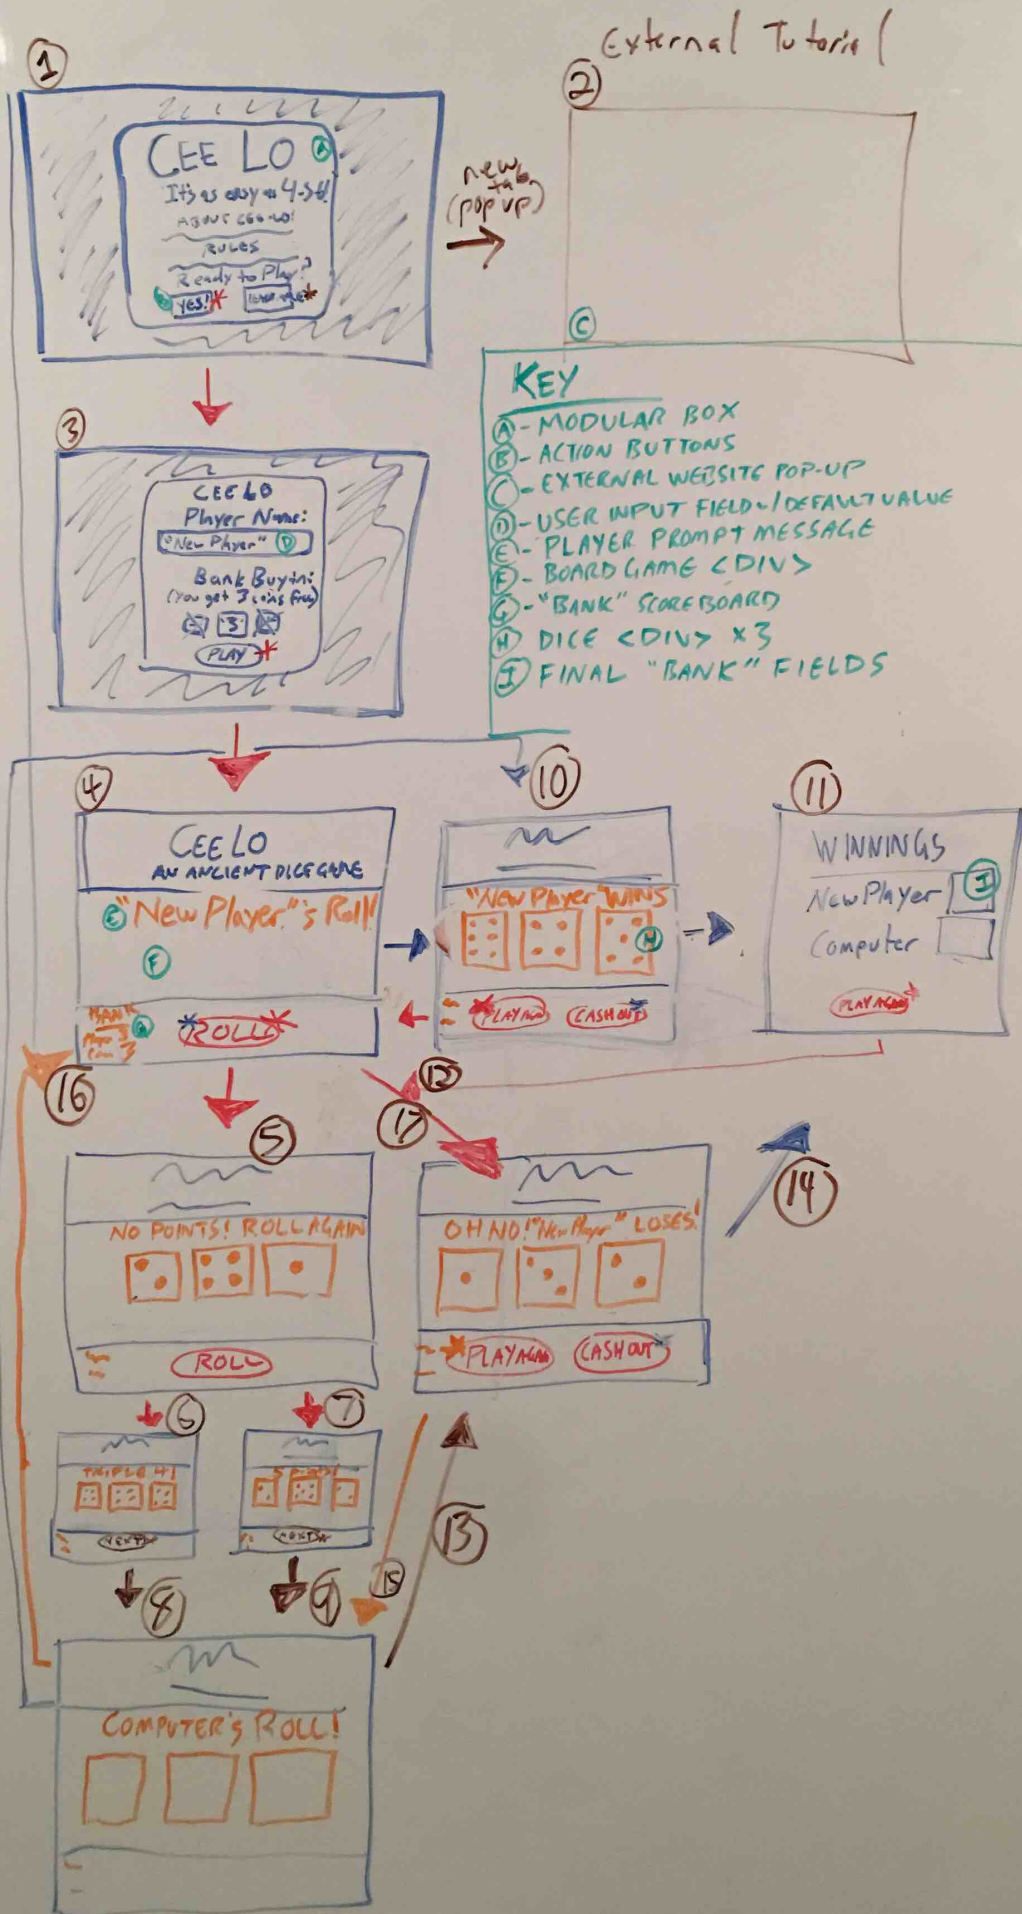 External Tutorial
1
2
CEE LO A
It's as easy as 4-5-6!
ABOUT CEE-LO!
RULES
Ready to Play?
B YES!*
new tab
(pop up)
C
KEY
A - MODULAR BOX
B - ACTION BUTTONS
C - EXTERNAL WEBSITE POP-UP
D - USER INPUT FIELD w/DEFAULT VALUE
E - PLAYER PROMPT MESSAGE
F - BOARD GAME <DIV>
G - "BANK" SCOREBOARD
H DICE <DIV> x3
I FINAL "BANK" FIELDS
3
CEE LO
Player Name:
"New Player" D
Bank Buyin:
(You get 3 coins free)
3
PLAY *
4
CEE LO
AN ANCIENT DICE GAME
E "New Player"'s Roll!
F
BANK
Player 3 G
Com 3
*ROLL*
10
"New Player" WINS
H
*PLAY AGAIN CASH OUT*
11
WINNINGS
New Player I
Computer
PLAY AGAIN*
16
12
17
5
NO POINTS! ROLL AGAIN
ROLL
OH NO! "New Player" LOSES!
*PLAY AGAIN CASH OUT*
14
6
7
TRIPLE 4!
NEXT
NEXT
8
9
15
13
COMPUTER'S ROLL!